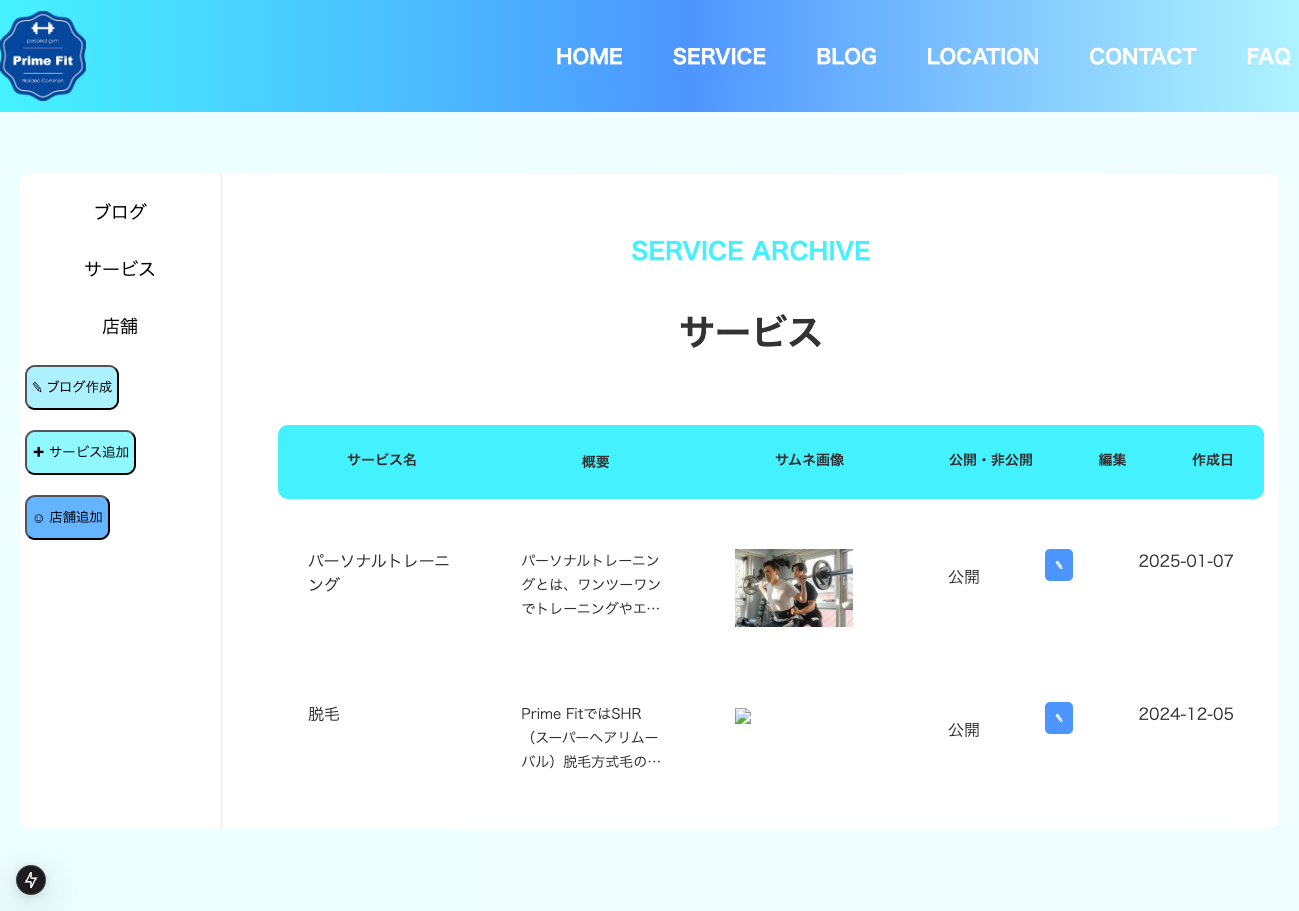 personal gym
Prime Fit
Nakano Common
HOME
SERVICE
BLOG
LOCATION
CONTACT
FAQ
ブログ
サービス
店舗
✎ ブログ作成
✚ サービス追加
☺ 店舗追加
SERVICE ARCHIVE
サービス
サービス名
概要
サムネ画像
公開・非公開
編集
作成日
パーソナルトレーニ
ング
パーソナルトレーニン
グとは、ワンツーワン
でトレーニングやエ…
公開
✎
2025-01-07
脱毛
Prime FitではSHR
（スーパーヘアリムー
バル）脱毛方式毛の…
公開
✎
2024-12-05